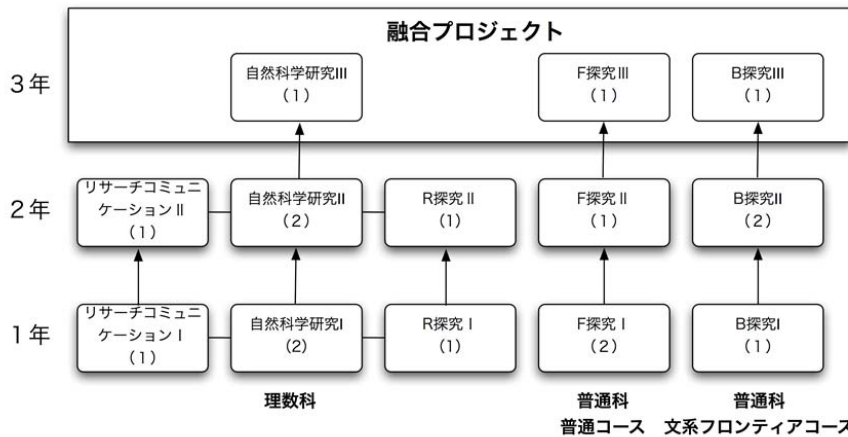 融合プロジェクト
3年
自然科学研究III
(1)
F探究III
(1)
B探究III
(1)
2年
リサーチコミュニ
ケーションⅡ
(1)
自然科学研究II
(2)
R探究Ⅱ
(1)
F探究Ⅱ
(1)
B探究II
(2)
1年
リサーチコミュニ
ケーションⅠ
(1)
自然科学研究I
(2)
R探究Ⅰ
(1)
F探究Ⅰ
(2)
B探究I
(1)
理数科
普通科
普通コース
普通科
文系フロンティアコース